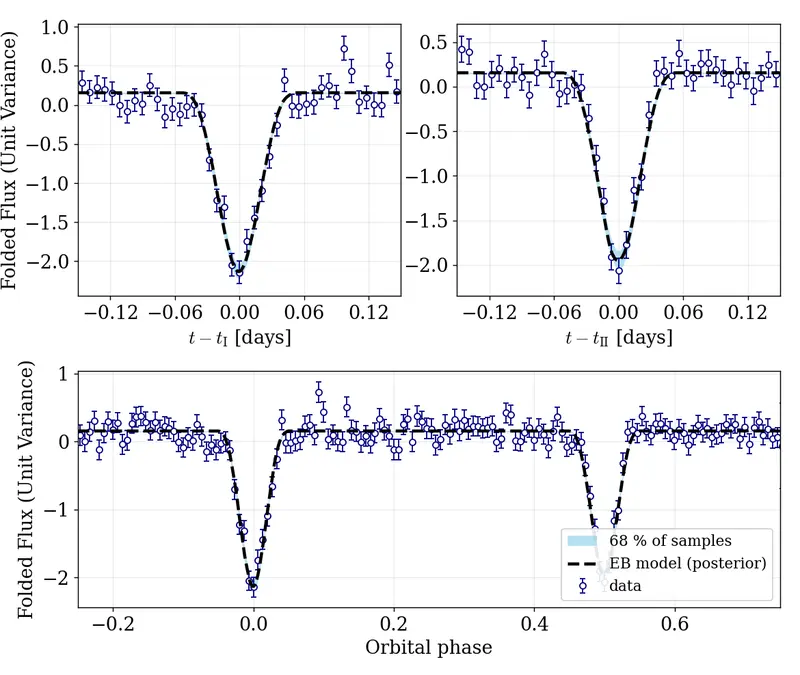 Folded Flux (Unit Variance)
1.0
0.5
0.0
−0.5
−1.0
−1.5
−2.0
−0.12 −0.06 0.00 0.06 0.12
t − tI [days]
0.5
0.0
−0.5
−1.0
−1.5
−2.0
−0.12 −0.06 0.00 0.06 0.12
t − tII [days]
Folded Flux (Unit Variance)
1
0
−1
−2
68 % of samples
EB model (posterior)
data
−0.2 0.0 0.2 0.4 0.6
Orbital phase